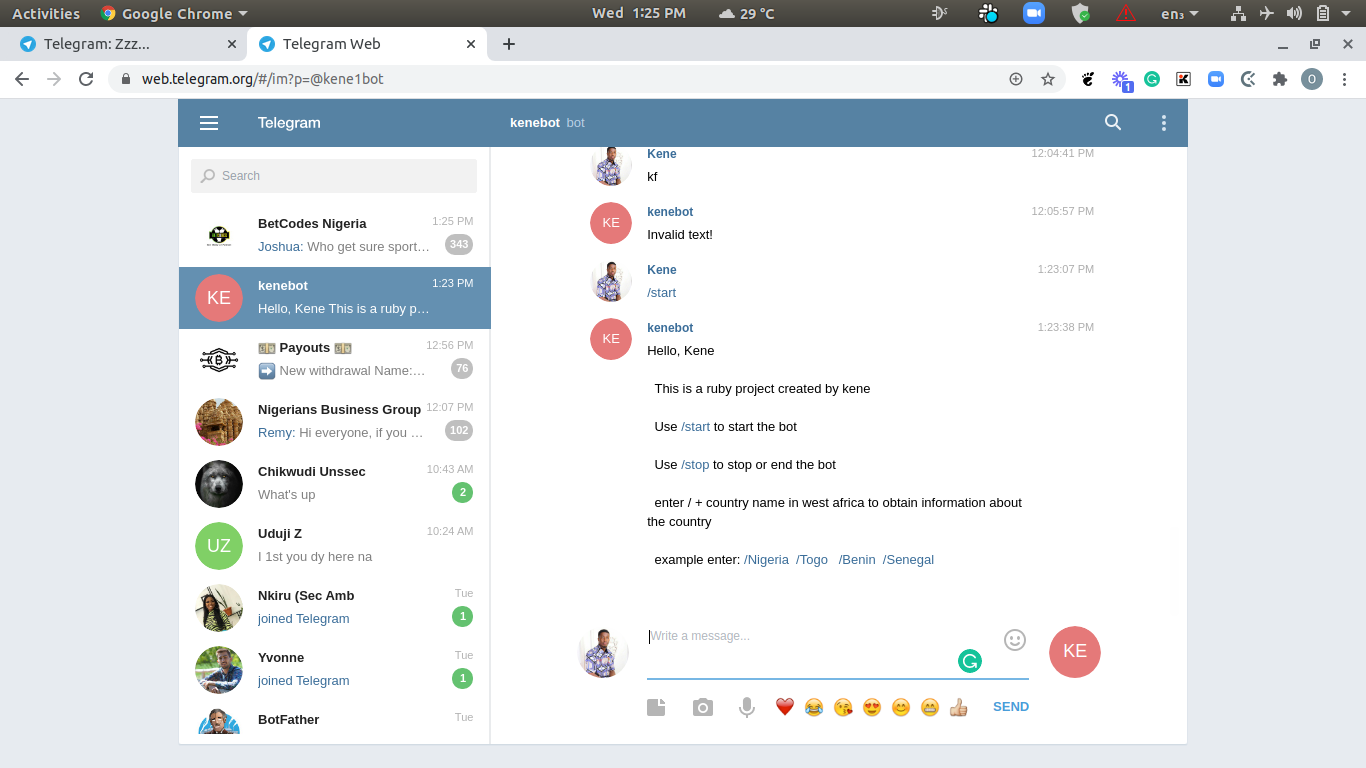 Activities
Google Chrome
Wed 1:25 PM
29 °C
en₃
Telegram: Zzz...
Telegram Web
web.telegram.org/#/im?p=@kene1bot
1
O
Telegram
kenebot bot
Search
BetCodes Nigeria 1:25 PM
Joshua: Who get sure sport… 343
KE
kenebot 1:23 PM
Hello, Kene This is a ruby p…
Payouts 12:56 PM
New withdrawal Name:… 76
Nigerians Business Group 12:07 PM
Remy: Hi everyone, if you … 102
Chikwudi Unssec 10:43 AM
What's up 2
UZ
Uduji Z 10:24 AM
I 1st you dy here na
Nkiru (Sec Amb Tue
joined Telegram 1
Yvonne Tue
joined Telegram 1
BotFather Tue
Kene 12:04:41 PM
kf
KE
kenebot 12:05:57 PM
Invalid text!
Kene 1:23:07 PM
/start
KE
kenebot 1:23:38 PM
Hello, Kene
This is a ruby project created by kene
Use /start to start the bot
Use /stop to stop or end the bot
enter / + country name in west africa to obtain information about
the country
example enter: /Nigeria /Togo /Benin /Senegal
Write a message...
KE
SEND